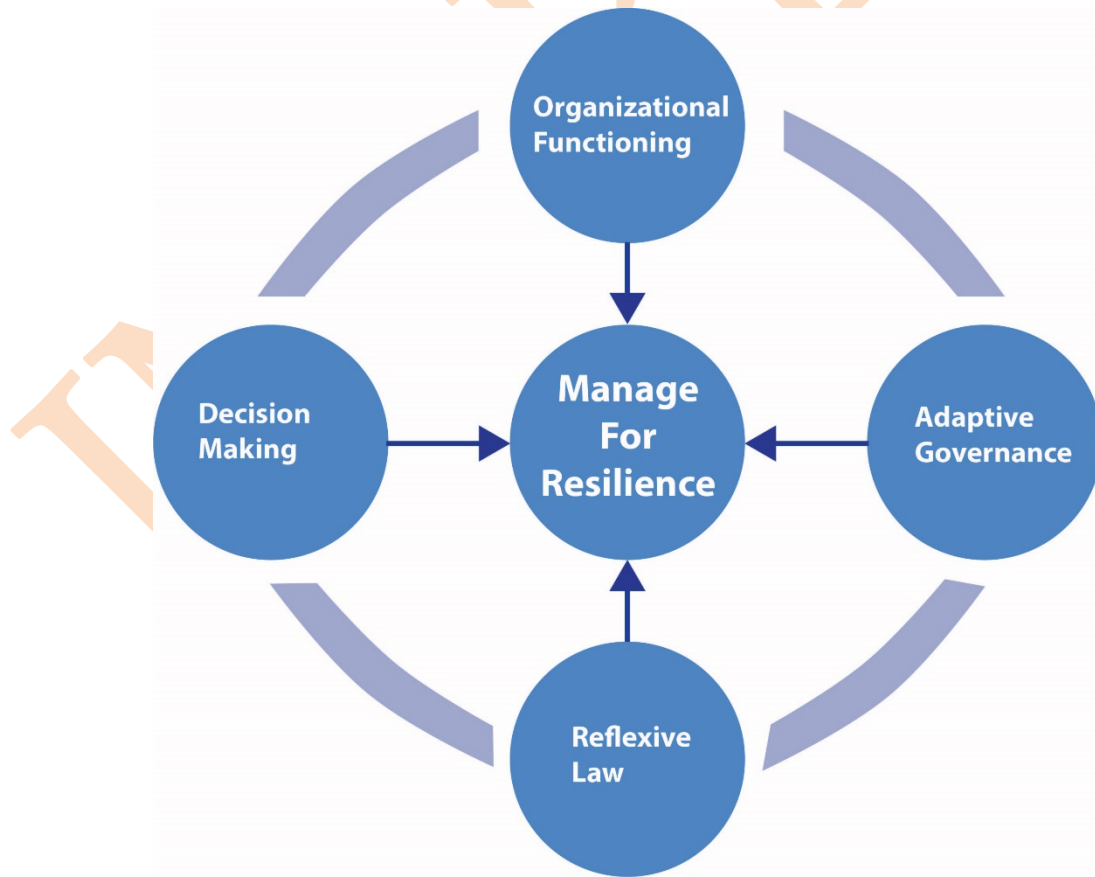 Organizational
Functioning
Decision
Making
Manage
For
Resilience
Adaptive
Governance
Reflexive
Law